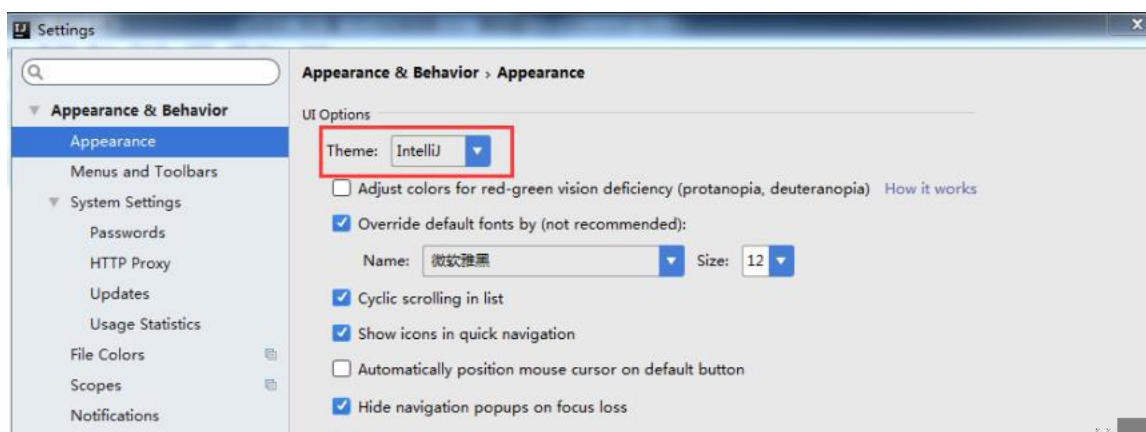 Settings
Appearance & Behavior
Appearance
Menus and Toolbars
System Settings
Passwords
HTTP Proxy
Updates
Usage Statistics
File Colors
Scopes
Notifications
Appearance & Behavior › Appearance
UI Options
Theme: IntelliJ
Adjust colors for red-green vision deficiency (protanopia, deuteranopia) How it works
Override default fonts by (not recommended):
Name: 微软雅黑 Size: 12
Cyclic scrolling in list
Show icons in quick navigation
Automatically position mouse cursor on default button
Hide navigation popups on focus loss